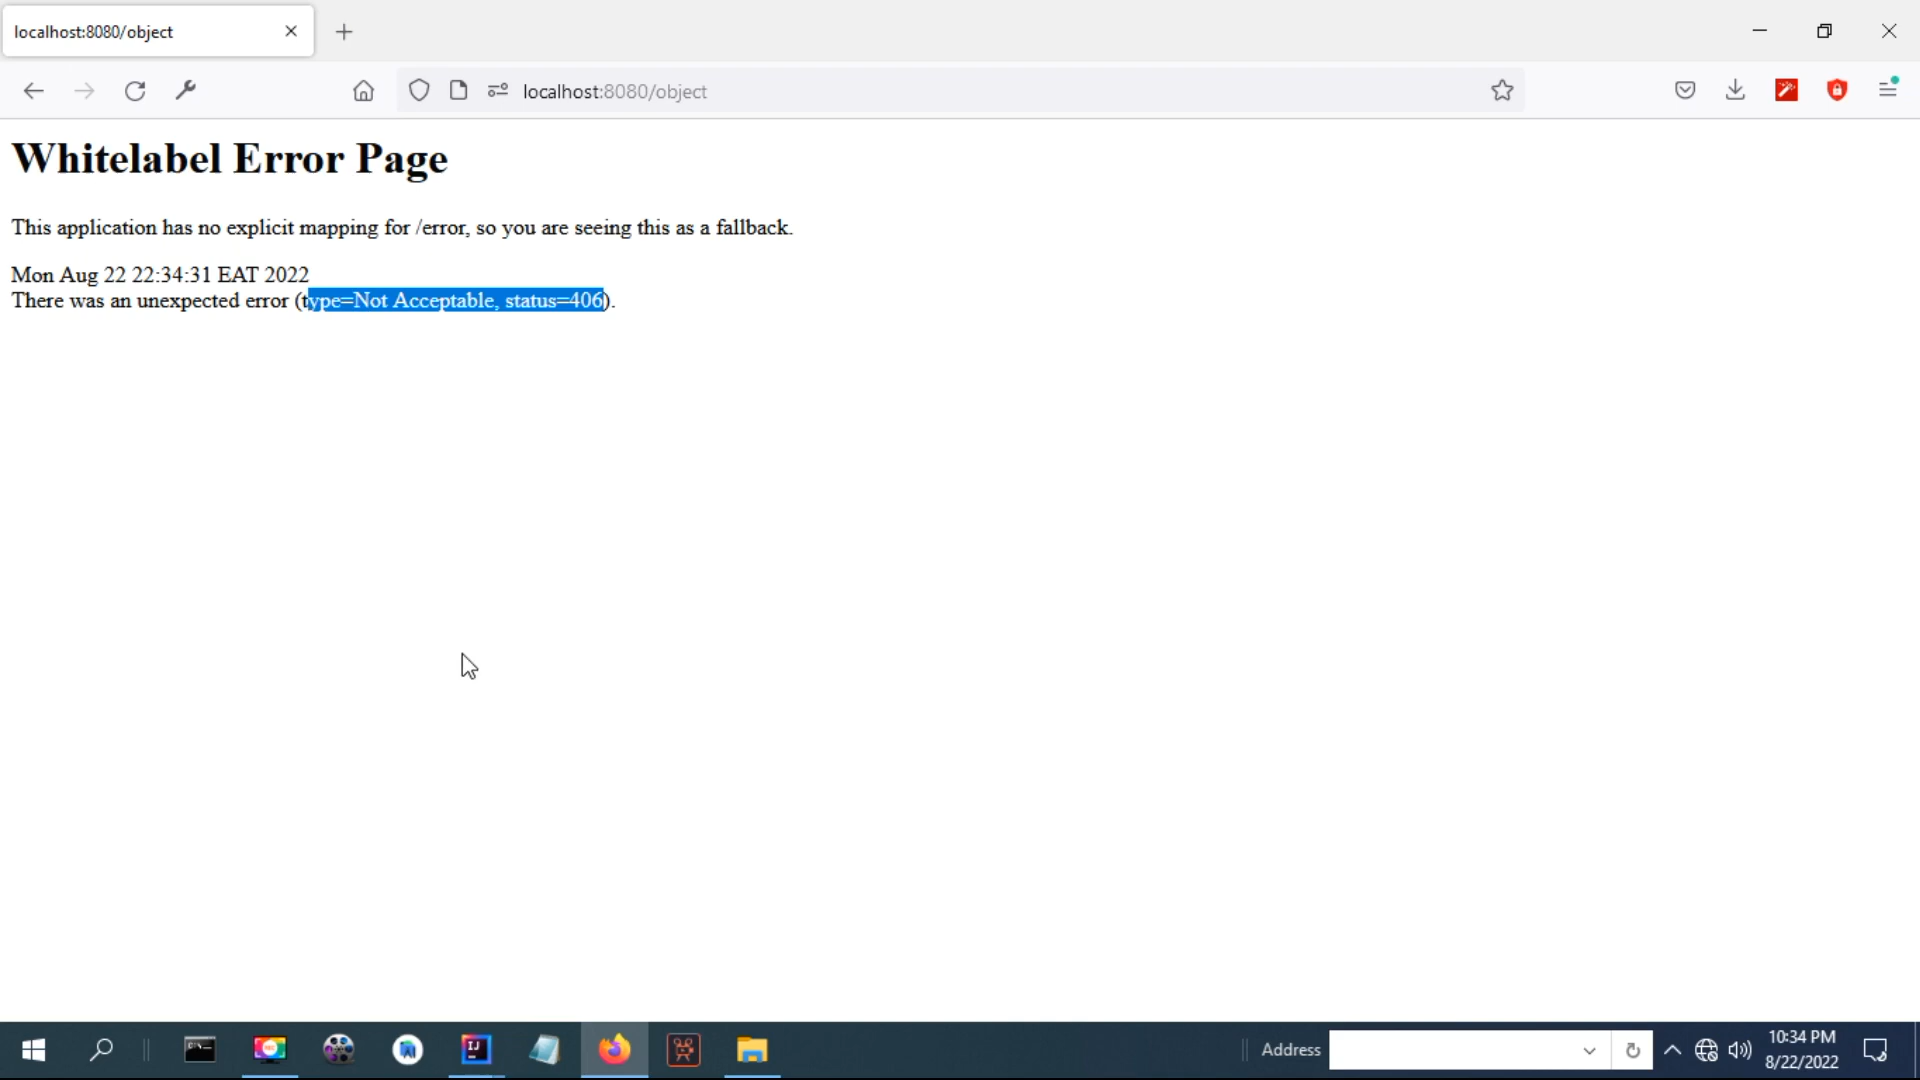 localhost:8080/object
localhost:8080/object
Whitelabel Error Page
This application has no explicit mapping for /error, so you are seeing this as a fallback.
Mon Aug 22 22:34:31 EAT 2022
There was an unexpected error (type=Not Acceptable, status=406).
Address
10:34 PM
8/22/2022